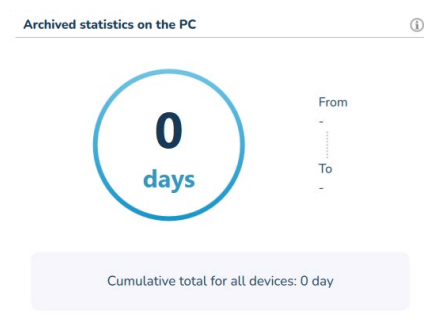 Archived statistics on the PC
0
days
From
-
To
-
Cumulative total for all devices: 0 day